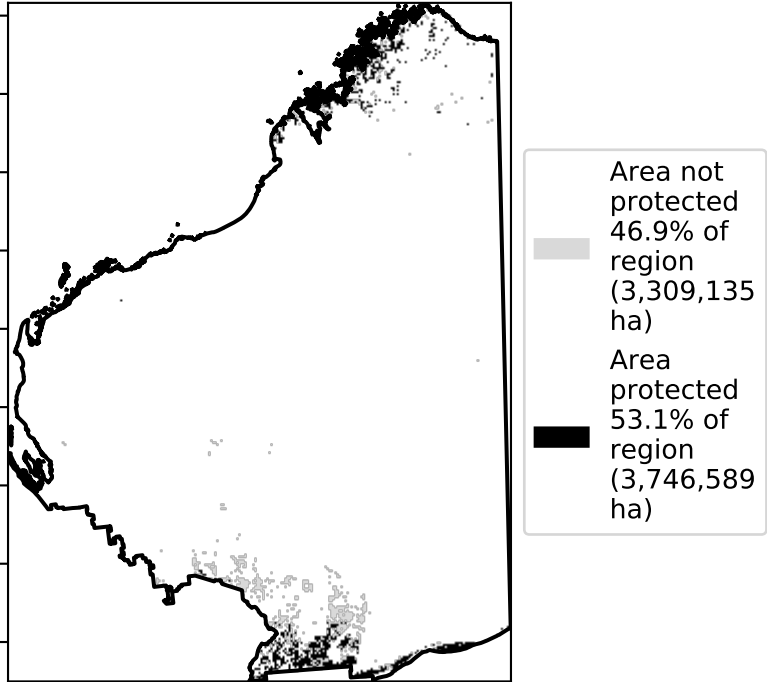 Area not
protected
46.9% of
region
(3,309,135
ha)
Area
protected
53.1% of
region
(3,746,589
ha)